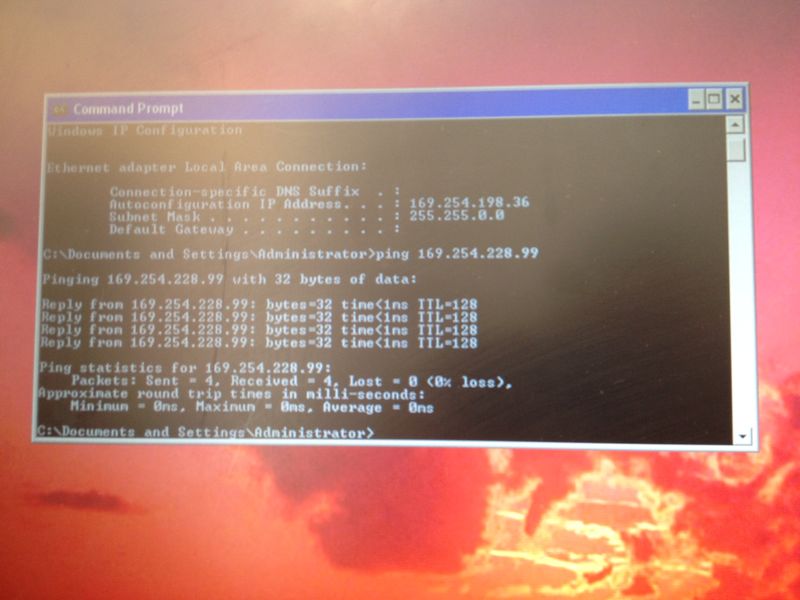 Command Prompt
Windows IP Configuration
Ethernet adapter Local Area Connection:
Connection-specific DNS Suffix . :
Autoconfiguration IP Address. . . : 169.254.198.36
Subnet Mask . . . . . . . . . . . : 255.255.0.0
Default Gateway . . . . . . . . . :
C:\Documents and Settings\Administrator>ping 169.254.228.99
Pinging 169.254.228.99 with 32 bytes of data:
Reply from 169.254.228.99: bytes=32 time<1ms TTL=128
Reply from 169.254.228.99: bytes=32 time<1ms TTL=128
Reply from 169.254.228.99: bytes=32 time<1ms TTL=128
Reply from 169.254.228.99: bytes=32 time<1ms TTL=128
Ping statistics for 169.254.228.99:
Packets: Sent = 4, Received = 4, Lost = 0 (0% loss),
Approximate round trip times in milli-seconds:
Minimum = 0ms, Maximum = 0ms, Average = 0ms
C:\Documents and Settings\Administrator>